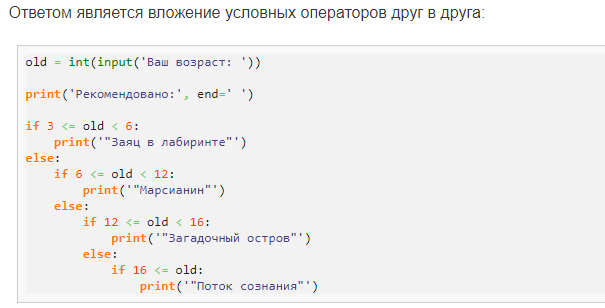 Ответом является вложение условных операторов друг в друга:
old = int(input('Ваш возраст: '))
print('Рекомендовано:', end=' ')
if 3 <= old < 6:
    print('"Заяц в лабиринте"')
else:
    if 6 <= old < 12:
        print('"Марсианин"')
    else:
        if 12 <= old < 16:
            print('"Загадочный остров"')
        else:
            if 16 <= old:
                print('"Поток сознания"')